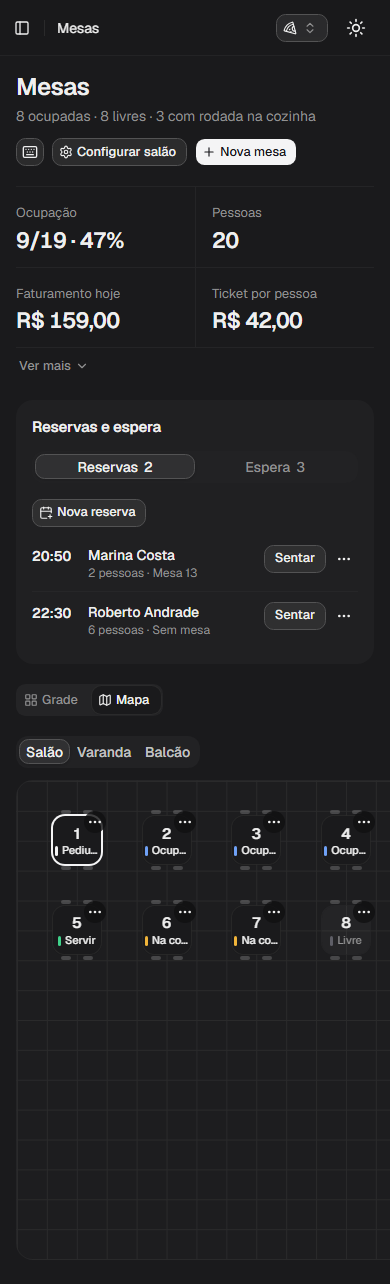 Mesas
Mesas
8 ocupadas · 8 livres · 3 com rodada na cozinha
Configurar salão
Nova mesa
Ocupação
9/19 · 47%
Pessoas
20
Faturamento hoje
R$ 159,00
Ticket por pessoa
R$ 42,00
Ver mais
Reservas e espera
Reservas 2
Espera 3
Nova reserva
20:50
Marina Costa
2 pessoas · Mesa 13
Sentar
22:30
Roberto Andrade
6 pessoas · Sem mesa
Sentar
Grade
Mapa
Salão
Varanda
Balcão
1
Pediu...
2
Ocup...
3
Ocup...
4
Ocup...
5
Servir
6
Na co...
7
Na co...
8
Livre